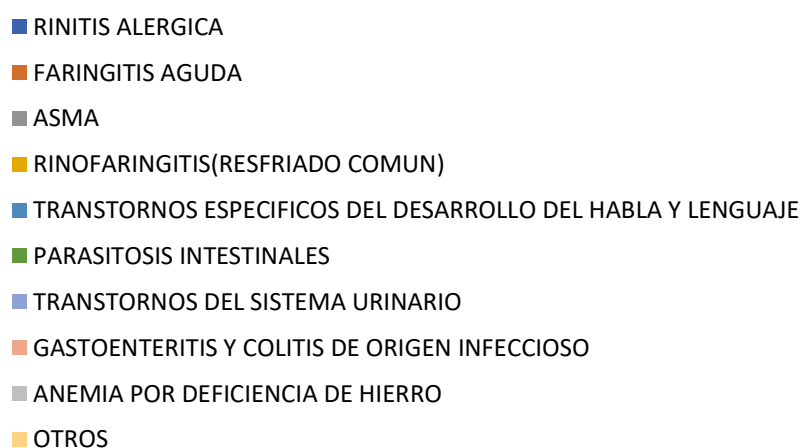 RINITIS ALERGICA
FARINGITIS AGUDA
ASMA
RINOFARINGITIS(RESFRIADO COMUN)
TRANSTORNOS ESPECIFICOS DEL DESARROLLO DEL HABLA Y LENGUAJE
PARASITOSIS INTESTINALES
TRANSTORNOS DEL SISTEMA URINARIO
GASTOENTERITIS Y COLITIS DE ORIGEN INFECCIOSO
ANEMIA POR DEFICIENCIA DE HIERRO
OTROS